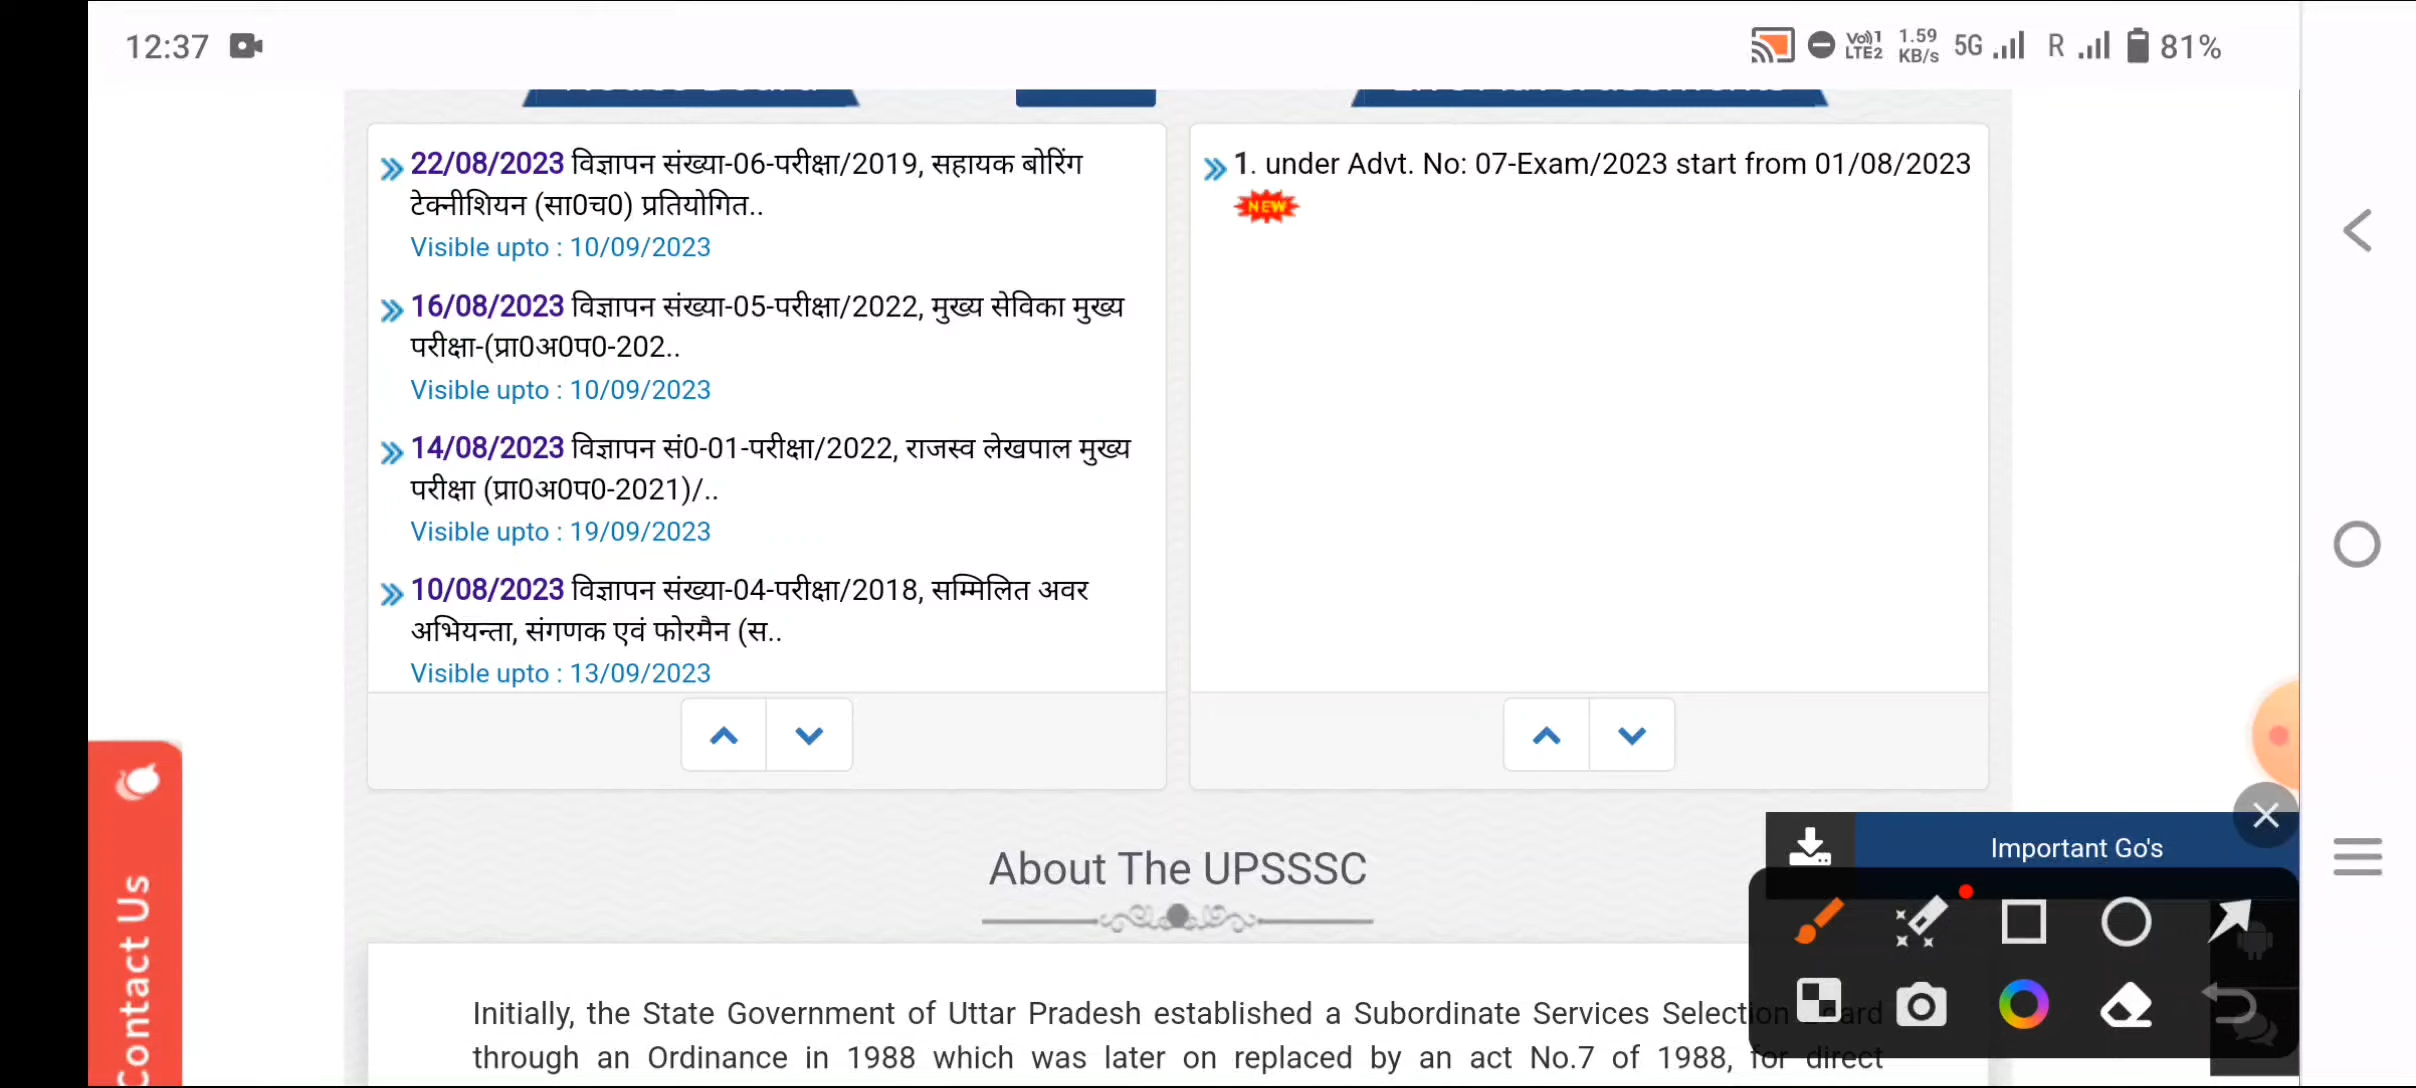 12:37
Vo)) 1
LTE2
1.59
KB/s
5G
R
81%
22/08/2023 विज्ञापन संख्या-06-परीक्षा/2019, सहायक बोरिंग
टेक्नीशियन (सा0च0) प्रतियोगित..
Visible upto : 10/09/2023
16/08/2023 विज्ञापन संख्या-05-परीक्षा/2022, मुख्य सेविका मुख्य
परीक्षा-(प्रा0अ0प0-202..
Visible upto : 10/09/2023
14/08/2023 विज्ञापन सं0-01-परीक्षा/2022, राजस्व लेखपाल मुख्य
परीक्षा (प्रा0अ0प0-2021)/..
Visible upto : 19/09/2023
10/08/2023 विज्ञापन संख्या-04-परीक्षा/2018, सम्मिलित अवर
अभियन्ता, संगणक एवं फोरमैन (स..
Visible upto : 13/09/2023
1. under Advt. No: 07-Exam/2023 start from 01/08/2023
NEW
Contact Us
About The UPSSSC
Important Go's
Initially, the State Government of Uttar Pradesh established a Subordinate Services Selection
through an Ordinance in 1988 which was later on replaced by an act No.7 of 1988, for direct